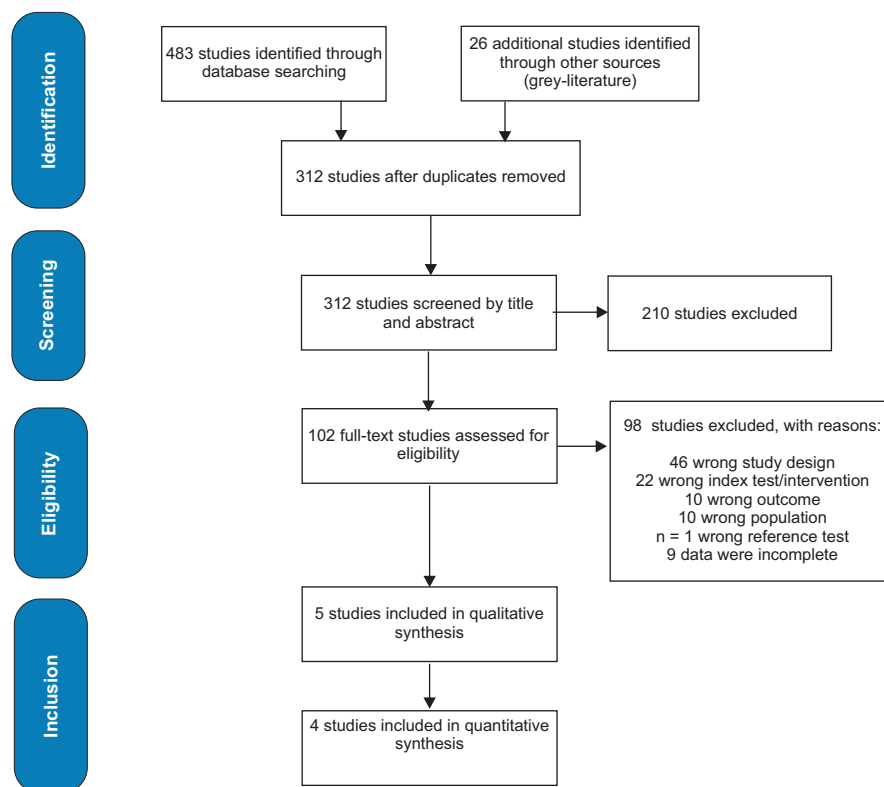 Identification
483 studies identified through
database searching
26 additional studies identified
through other sources
(grey-literature)
312 studies after duplicates removed
Screening
312 studies screened by title
and abstract
210 studies excluded
Eligibility
102 full-text studies assessed for
eligibility
98 studies excluded, with reasons:
46 wrong study design
22 wrong index test/intervention
10 wrong outcome
10 wrong population
n = 1 wrong reference test
9 data were incomplete
Inclusion
5 studies included in qualitative
synthesis
4 studies included in quantitative
synthesis